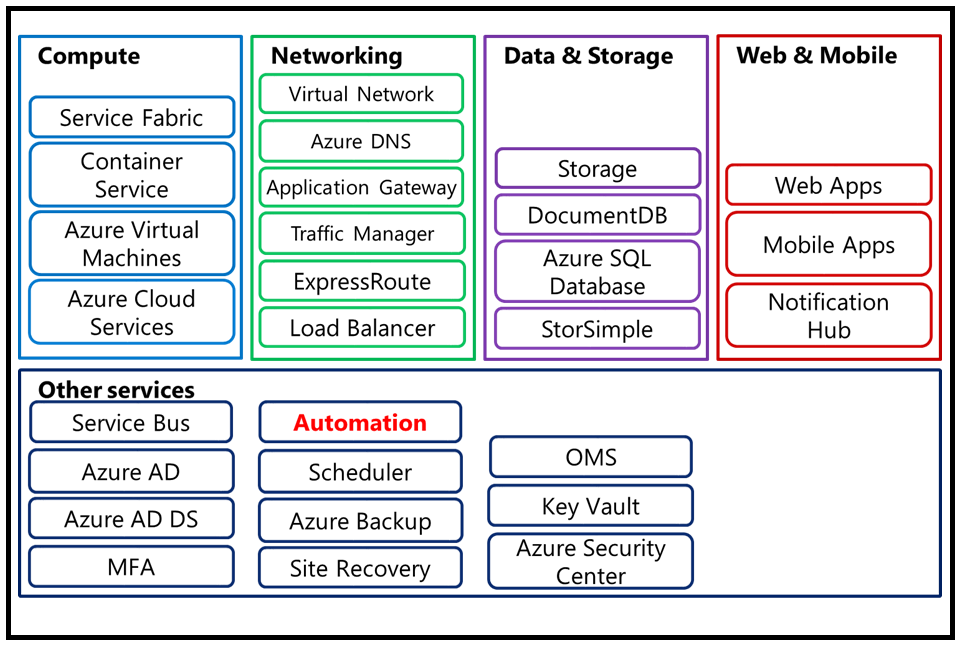 Compute
Service Fabric
Container
Service
Azure Virtual
Machines
Azure Cloud
Services
Networking
Virtual Network
Azure DNS
Application Gateway
Traffic Manager
ExpressRoute
Load Balancer
Data & Storage
Storage
DocumentDB
Azure SQL
Database
StorSimple
Web & Mobile
Web Apps
Mobile Apps
Notification
Hub
Other services
Service Bus
Azure AD
Azure AD DS
MFA
Automation
Scheduler
Azure Backup
Site Recovery
OMS
Key Vault
Azure Security
Center